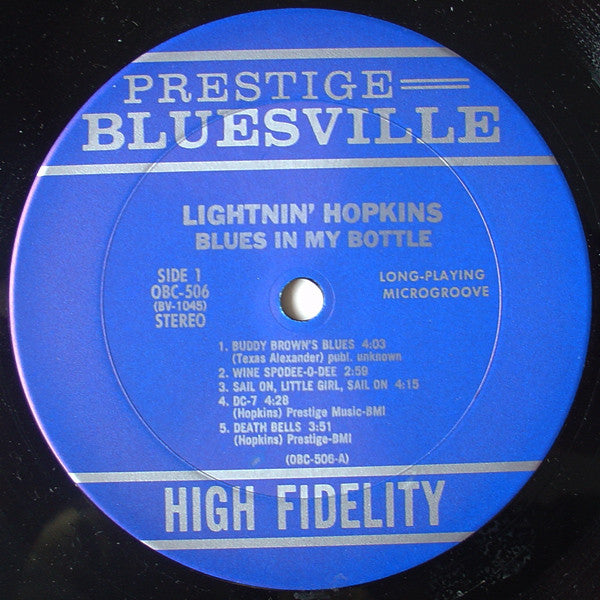 PRESTIGE
BLUESVILLE
LIGHTNIN' HOPKINS
BLUES IN MY BOTTLE
SIDE 1
OBC-506
(BV-1045)
STEREO
LONG-PLAYING
MICROGROOVE
1. BUDDY BROWN'S BLUES 4:03
(Texas Alexander) publ. unknown
2. WINE SPODEE-O-DEE 2:59
3. SAIL ON, LITTLE GIRL, SAIL ON 4:15
4. DC-7 4:28
(Hopkins) Prestige Music-BMI
5. DEATH BELLS 3:51
(Hopkins) Prestige-BMI
(OBC-506-A)
HIGH FIDELITY